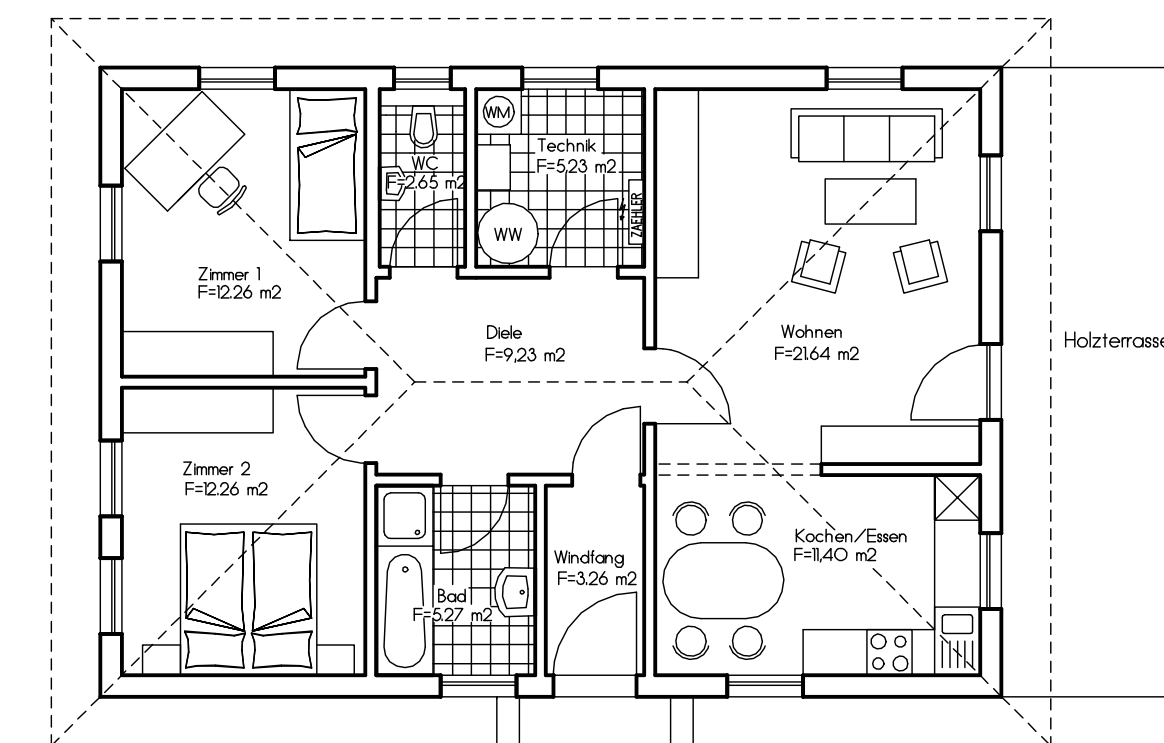 WM
Technik
F=5,23 m2
WC
F=2.65 m2
ZAEHLER
WW
Zimmer 1
F=12.26 m2
Diele
F=9,23 m2
Wohnen
F=21.64 m2
Holzterrasse
Zimmer 2
F=12.26 m2
Kochen/Essen
F=11,40 m2
Windfang
F=3.26 m2
Bad
F=5.27 m2